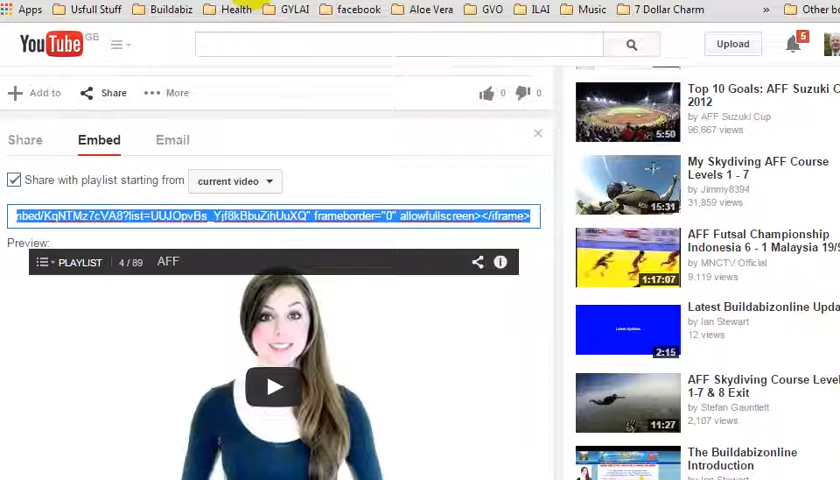 Apps Usfull Stuff Buildabiz Health GYLAI facebook Aloe Vera GVO ILAI Music 7 Dollar Charm » Other bo
YouTube GB
Upload
5
Add to Share More 0 0
Share Embed Email ×
Share with playlist starting from current video
nbed/KqNTMz7cVA8?list=UUJOpvBs_Yjf8kBbuZihUuXQ" frameborder="0" allowfullscreen></iframe>
Preview:
PLAYLIST 4 / 89 AFF
Top 10 Goals: AFF Suzuki C
2012
by AFF Suzuki Cup
96,667 views
5:50
My Skydiving AFF Course
Levels 1 - 7
by Jimmy8394
31,859 views
15:31
AFF Futsal Championship
Indonesia 6 - 1 Malaysia 19/
by MNCTV Official
9,119 views
1:17:07
Latest Buildabizonline Upda
by Ian Stewart
12 views
Latest Updates
2:15
AFF Skydiving Course Level
1-7 & 8 Exit
by Stefan Gauntlett
2,107 views
11:27
The Buildabizonline
Introduction
by Ian Stewart